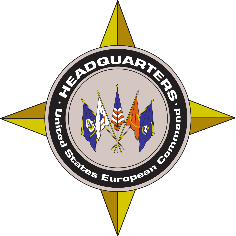 HEADQUARTERS
United States European Command